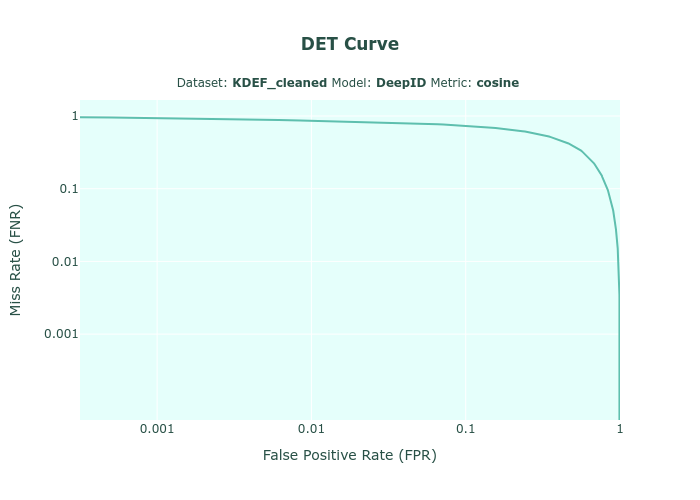 DET Curve
Dataset: KDEF_cleaned Model: DeepID Metric: cosine
1
0.1
0.01
0.001
Miss Rate (FNR)
0.001
0.01
0.1
1
False Positive Rate (FPR)